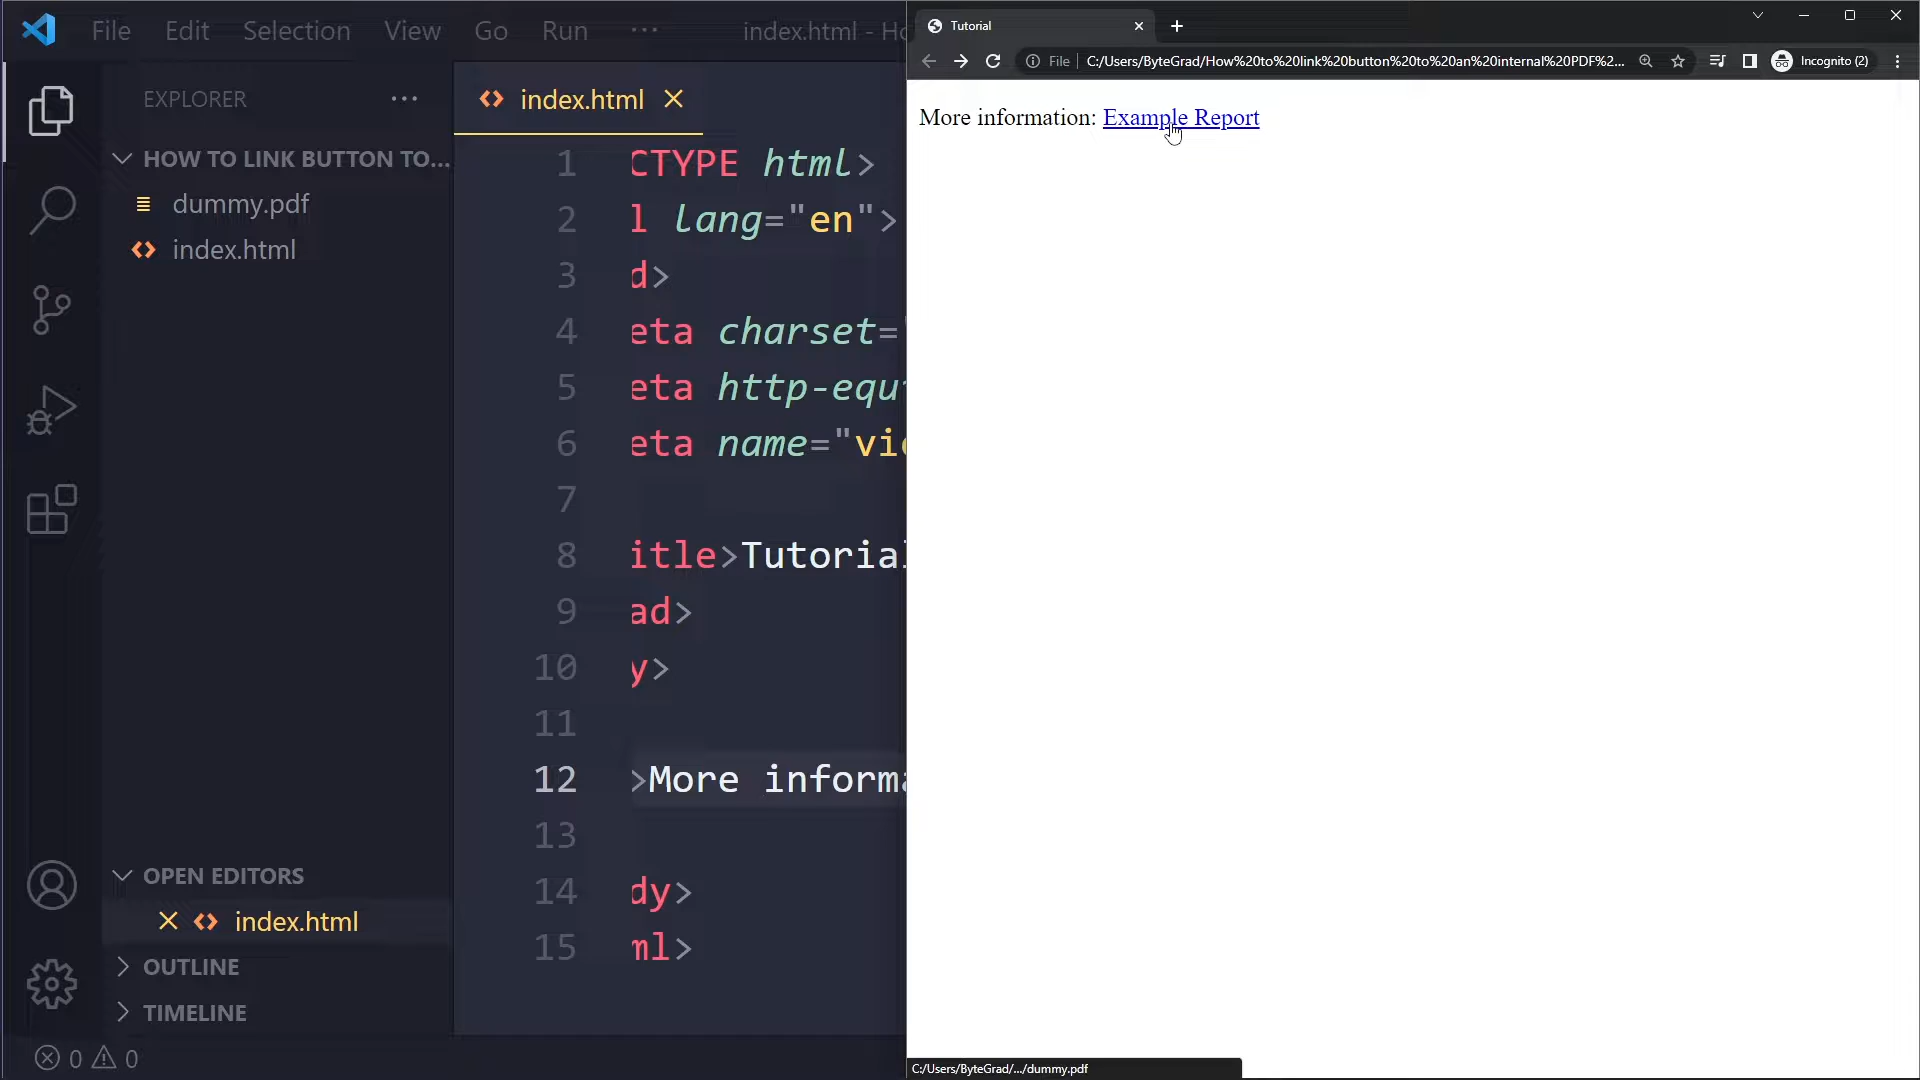 File Edit Selection View Go Run ··· index.html - Ho
EXPLORER ···
HOW TO LINK BUTTON TO...
dummy.pdf
index.html
OPEN EDITORS
index.html
OUTLINE
TIMELINE
0 0
index.html
1 CTYPE html>
2 l lang="en">
3 d>
4 eta charset=
5 eta http-equ
6 eta name="vi
7
8 itle>Tutorial
9 ad>
10 y>
11
12 >More informa
13
14 dy>
15 ml>
Tutorial
File C:/Users/ByteGrad/How%20to%20link%20button%20to%20an%20internal%20PDF%2... Incognito (2)
More information: Example Report
C:/Users/ByteGrad/.../dummy.pdf